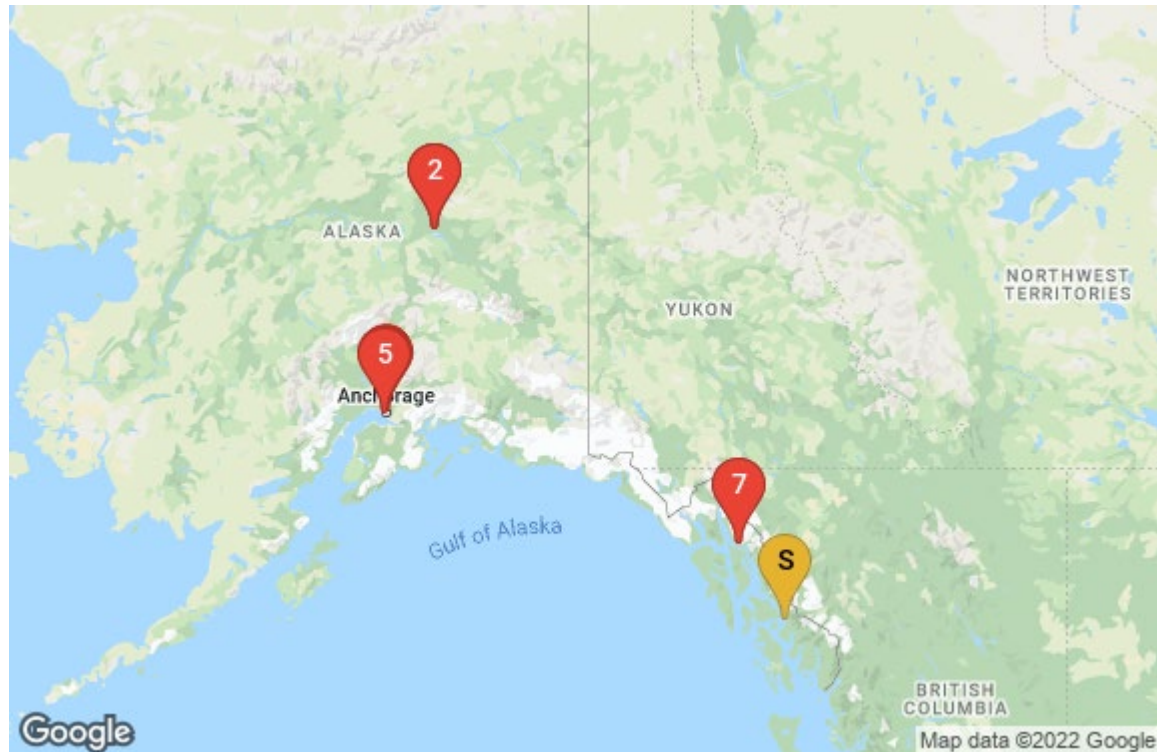 2
ALASKA
NORTHWEST
TERRITORIES
YUKON
5
Anchorage
7
Gulf of Alaska
S
BRITISH
COLUMBIA
Google
Map data ©2022 Google